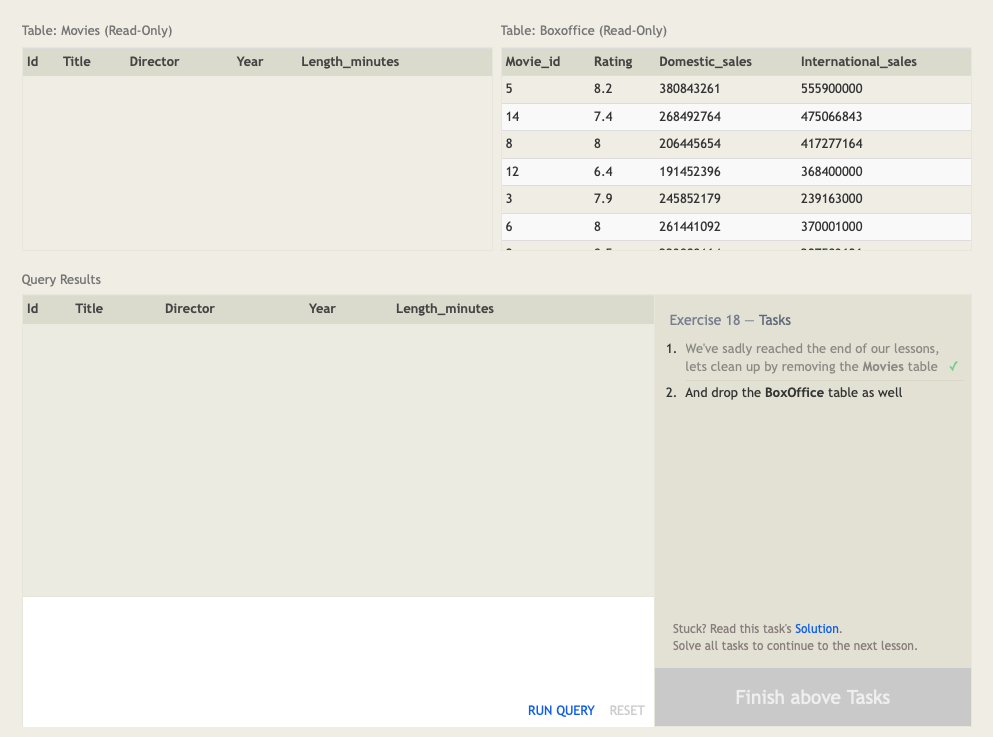 Table: Movies (Read-Only)
Id Title Director Year Length_minutes
Table: Boxoffice (Read-Only)
Movie_id Rating Domestic_sales International_sales
5 8.2 380843261 555900000
14 7.4 268492764 475066843
8 8 206445654 417277164
12 6.4 191452396 368400000
3 7.9 245852179 239163000
6 8 261441092 370001000
Query Results
Id Title Director Year Length_minutes
Exercise 18 — Tasks
1. We've sadly reached the end of our lessons,
lets clean up by removing the Movies table ✓
2. And drop the BoxOffice table as well
Stuck? Read this task's Solution.
Solve all tasks to continue to the next lesson.
RUN QUERY RESET
Finish above Tasks